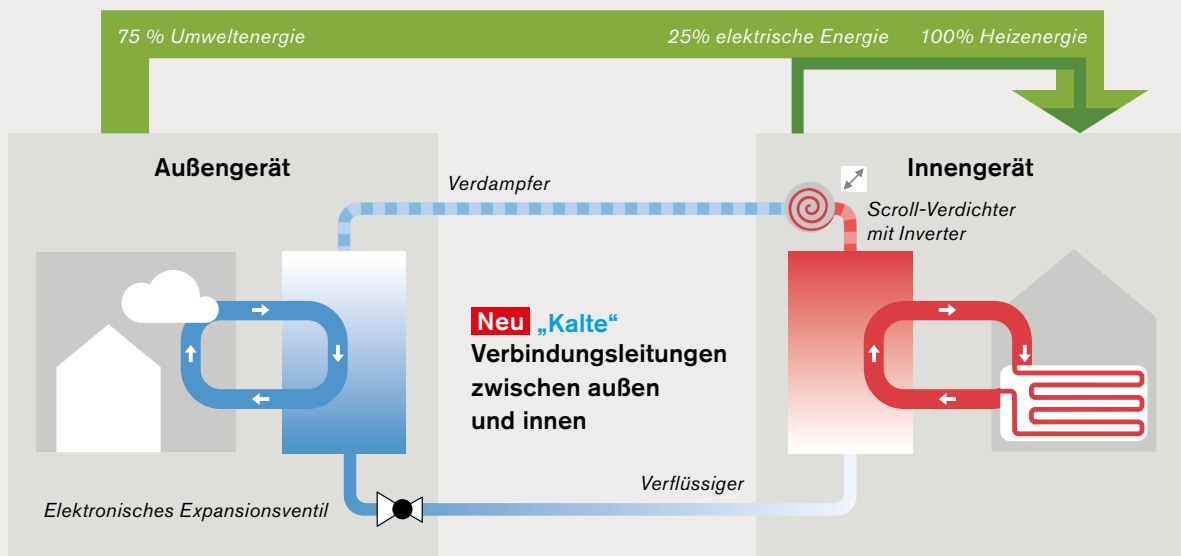 75 % Umweltenergie
25% elektrische Energie
100% Heizenergie
Außengerät
Innengerät
Verdampfer
Scroll-Verdichter
mit Inverter
Neu „Kalte“
Verbindungsleitungen
zwischen außen
und innen
Verflüssiger
Elektronisches Expansionsventil